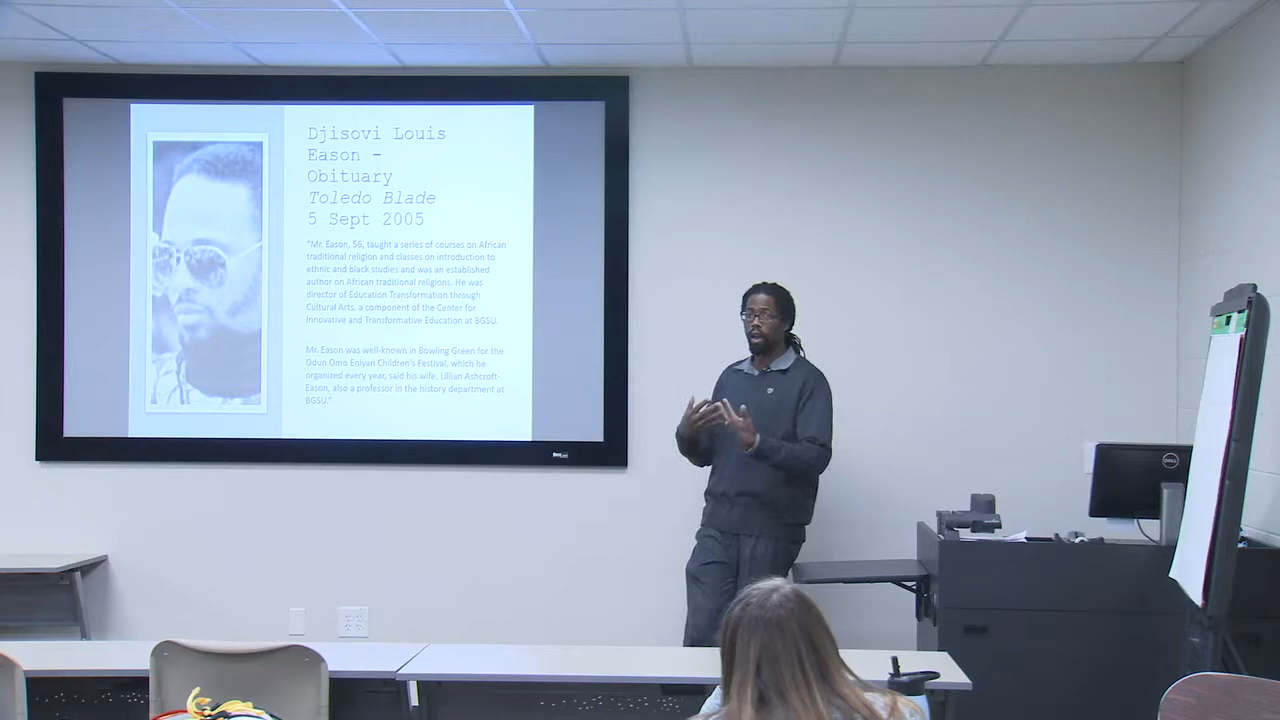 Djisovi Louis
Eason –
Obituary
Toledo Blade
5 Sept 2005
"Mr. Eason, 56, taught a series of courses on African
traditional religion and classes on introduction to
ethnic and black studies and was an established
author on African traditional religions. He was
director of Education Transformation through
Cultural Arts, a component of the Center for
Innovative and Transformative Education at BGSU.
Mr. Eason was well-known in Bowling Green for the
Odun Omo Eniyan Children's Festival, which he
organized every year, said his wife, Lillian Ashcroft-
Eason, also a professor in the history department at
BGSU."
DELL